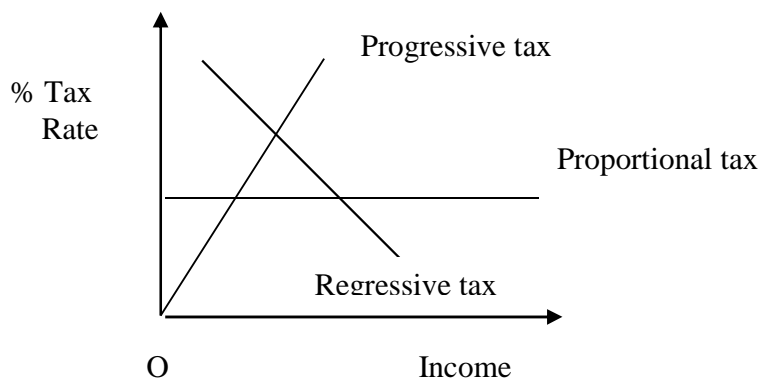 Progressive tax
% Tax
Rate
Proportional tax
Regressive tax
O
Income